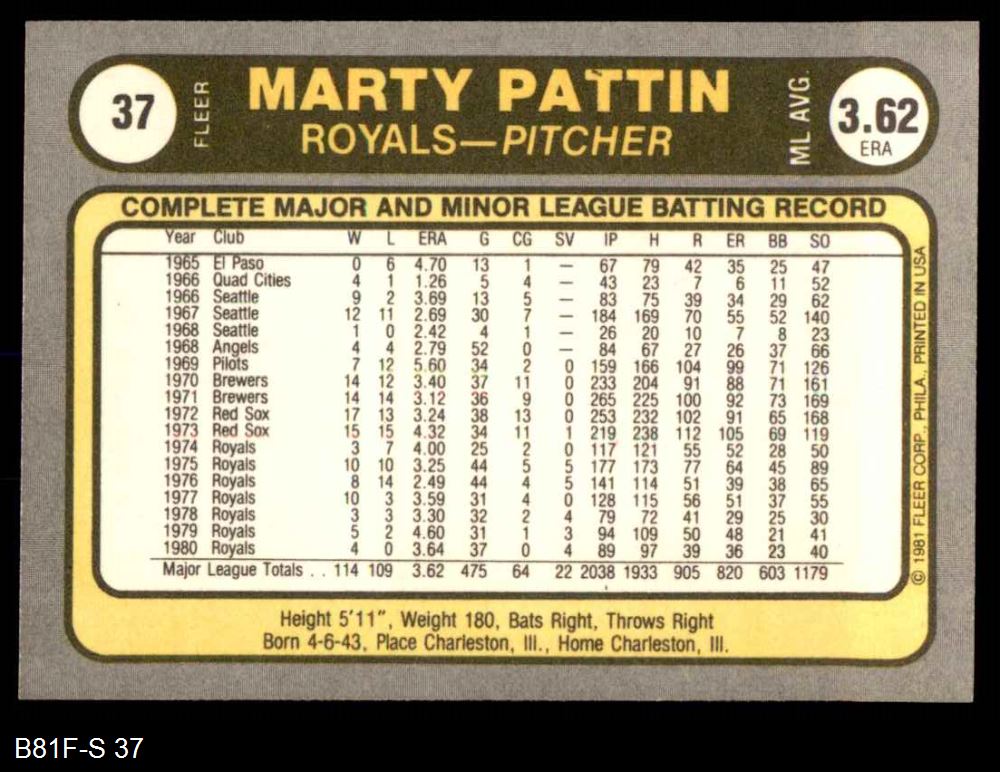 37 FLEER MARTY PATTIN ML AVG. 3.62
ROYALS—PITCHER ERA
COMPLETE MAJOR AND MINOR LEAGUE BATTING RECORD
Year Club W L ERA G CG SV IP H R ER BB SO
1965 El Paso 0 6 4.70 13 1 — 67 79 42 35 25 47
1966 Quad Cities 4 1 1.26 5 4 — 43 23 7 6 11 52
1966 Seattle 9 2 3.69 13 5 — 83 75 39 34 29 62
1967 Seattle 12 11 2.69 30 7 — 184 169 70 55 52 140
1968 Seattle 1 0 2.42 4 1 — 26 20 10 7 8 23
1968 Angels 4 4 2.79 52 0 — 84 67 27 26 37 66
1969 Pilots 7 12 5.60 34 2 0 159 166 104 99 71 126
1970 Brewers 14 12 3.40 37 11 0 233 204 91 88 71 161
1971 Brewers 14 14 3.12 36 9 0 265 225 100 92 73 169
1972 Red Sox 17 13 3.24 38 13 0 253 232 102 91 65 168
1973 Red Sox 15 15 4.32 34 11 1 219 238 112 105 69 119
1974 Royals 3 7 4.00 25 2 0 117 121 55 52 28 50
1975 Royals 10 10 3.25 44 5 5 177 173 77 64 45 89
1976 Royals 8 14 2.49 44 4 5 141 114 51 39 38 65
1977 Royals 10 3 3.59 31 4 0 128 115 56 51 37 55
1978 Royals 3 3 3.30 32 2 4 79 72 41 29 25 30
1979 Royals 5 2 4.60 31 1 3 94 109 50 48 21 41
1980 Royals 4 0 3.64 37 0 4 89 97 39 36 23 40
Major League Totals . . 114 109 3.62 475 64 22 2038 1933 905 820 603 1179
© 1981 FLEER CORP., PHILA., PRINTED IN USA
Height 5'11", Weight 180, Bats Right, Throws Right
Born 4-6-43, Place Charleston, Ill., Home Charleston, Ill.
B81F-S 37